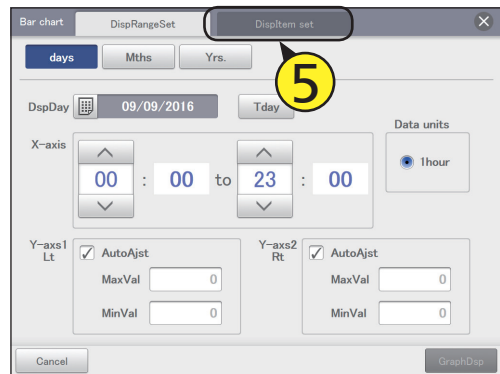 Bar chart DispRangeSet DispItem set
days Mths Yrs.
5
DspDay 09/09/2016 Tday
Data units
X-axis
1hour
00 : 00 to 23 : 00
Y-axs1 Lt AutoAjst Y-axs2 Rt AutoAjst
MaxVal 0 MaxVal 0
MinVal 0 MinVal 0
Cancel GraphDsp